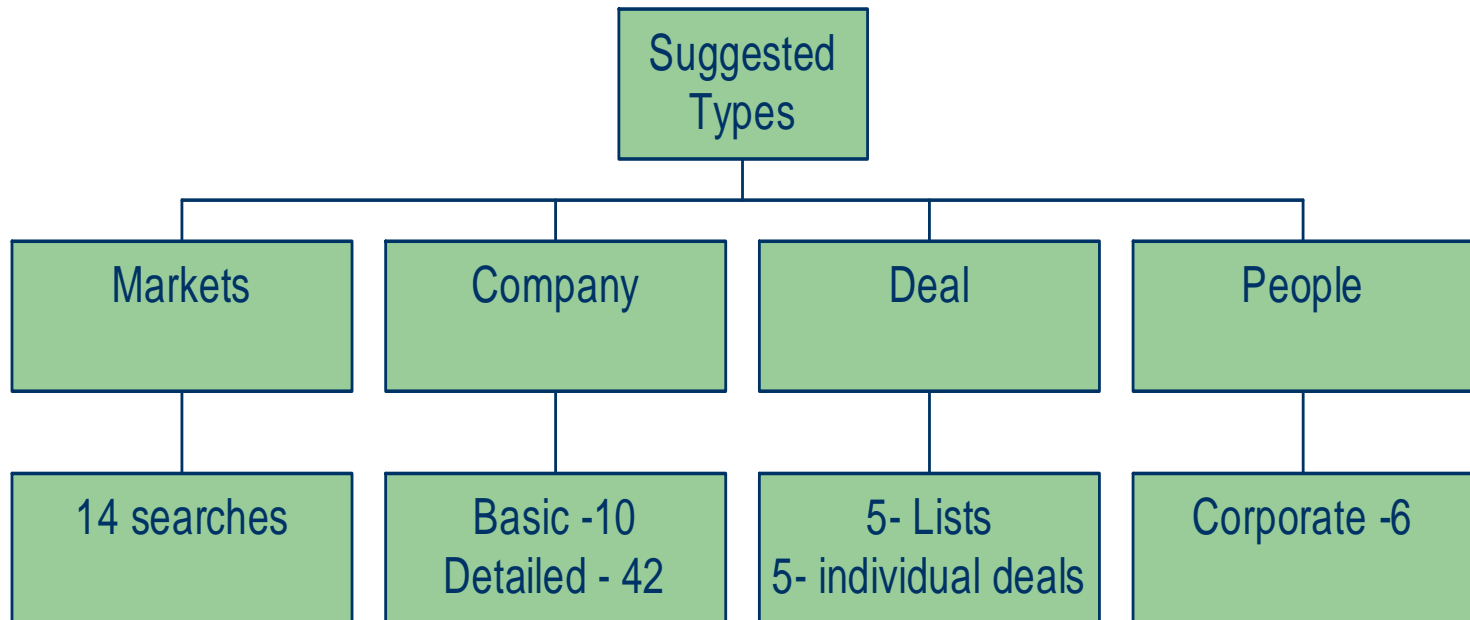 Suggested
Types
Markets
Company
Deal
People
14 searches
Basic -10
Detailed - 42
5- Lists
5- individual deals
Corporate -6